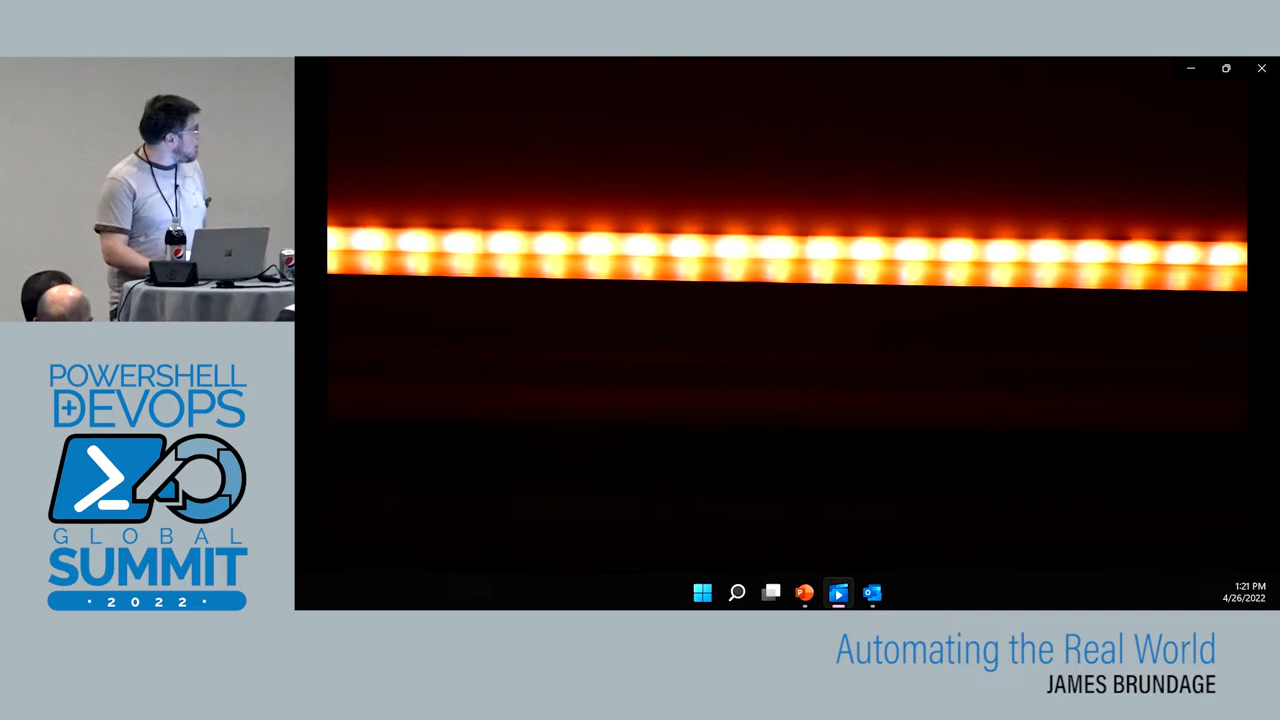 POWERSHELL
+DEVOPS
GLOBAL
SUMMIT
· 2022 ·
1:21 PM
4/26/2022
Automating the Real World
JAMES BRUNDAGE